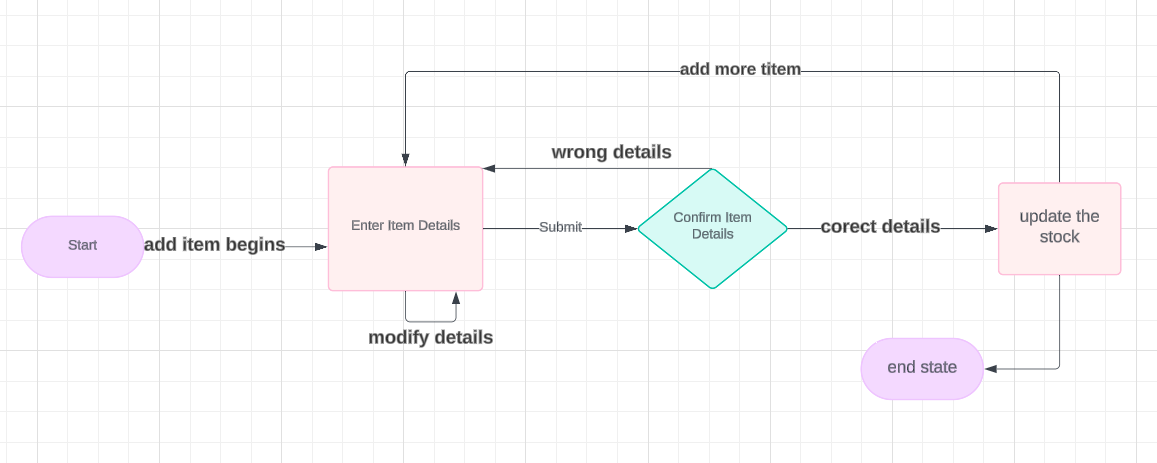 add more titem
wrong details
Start
add item begins
Enter Item Details
Submit
Confirm Item
Details
corect details
update the
stock
modify details
end state